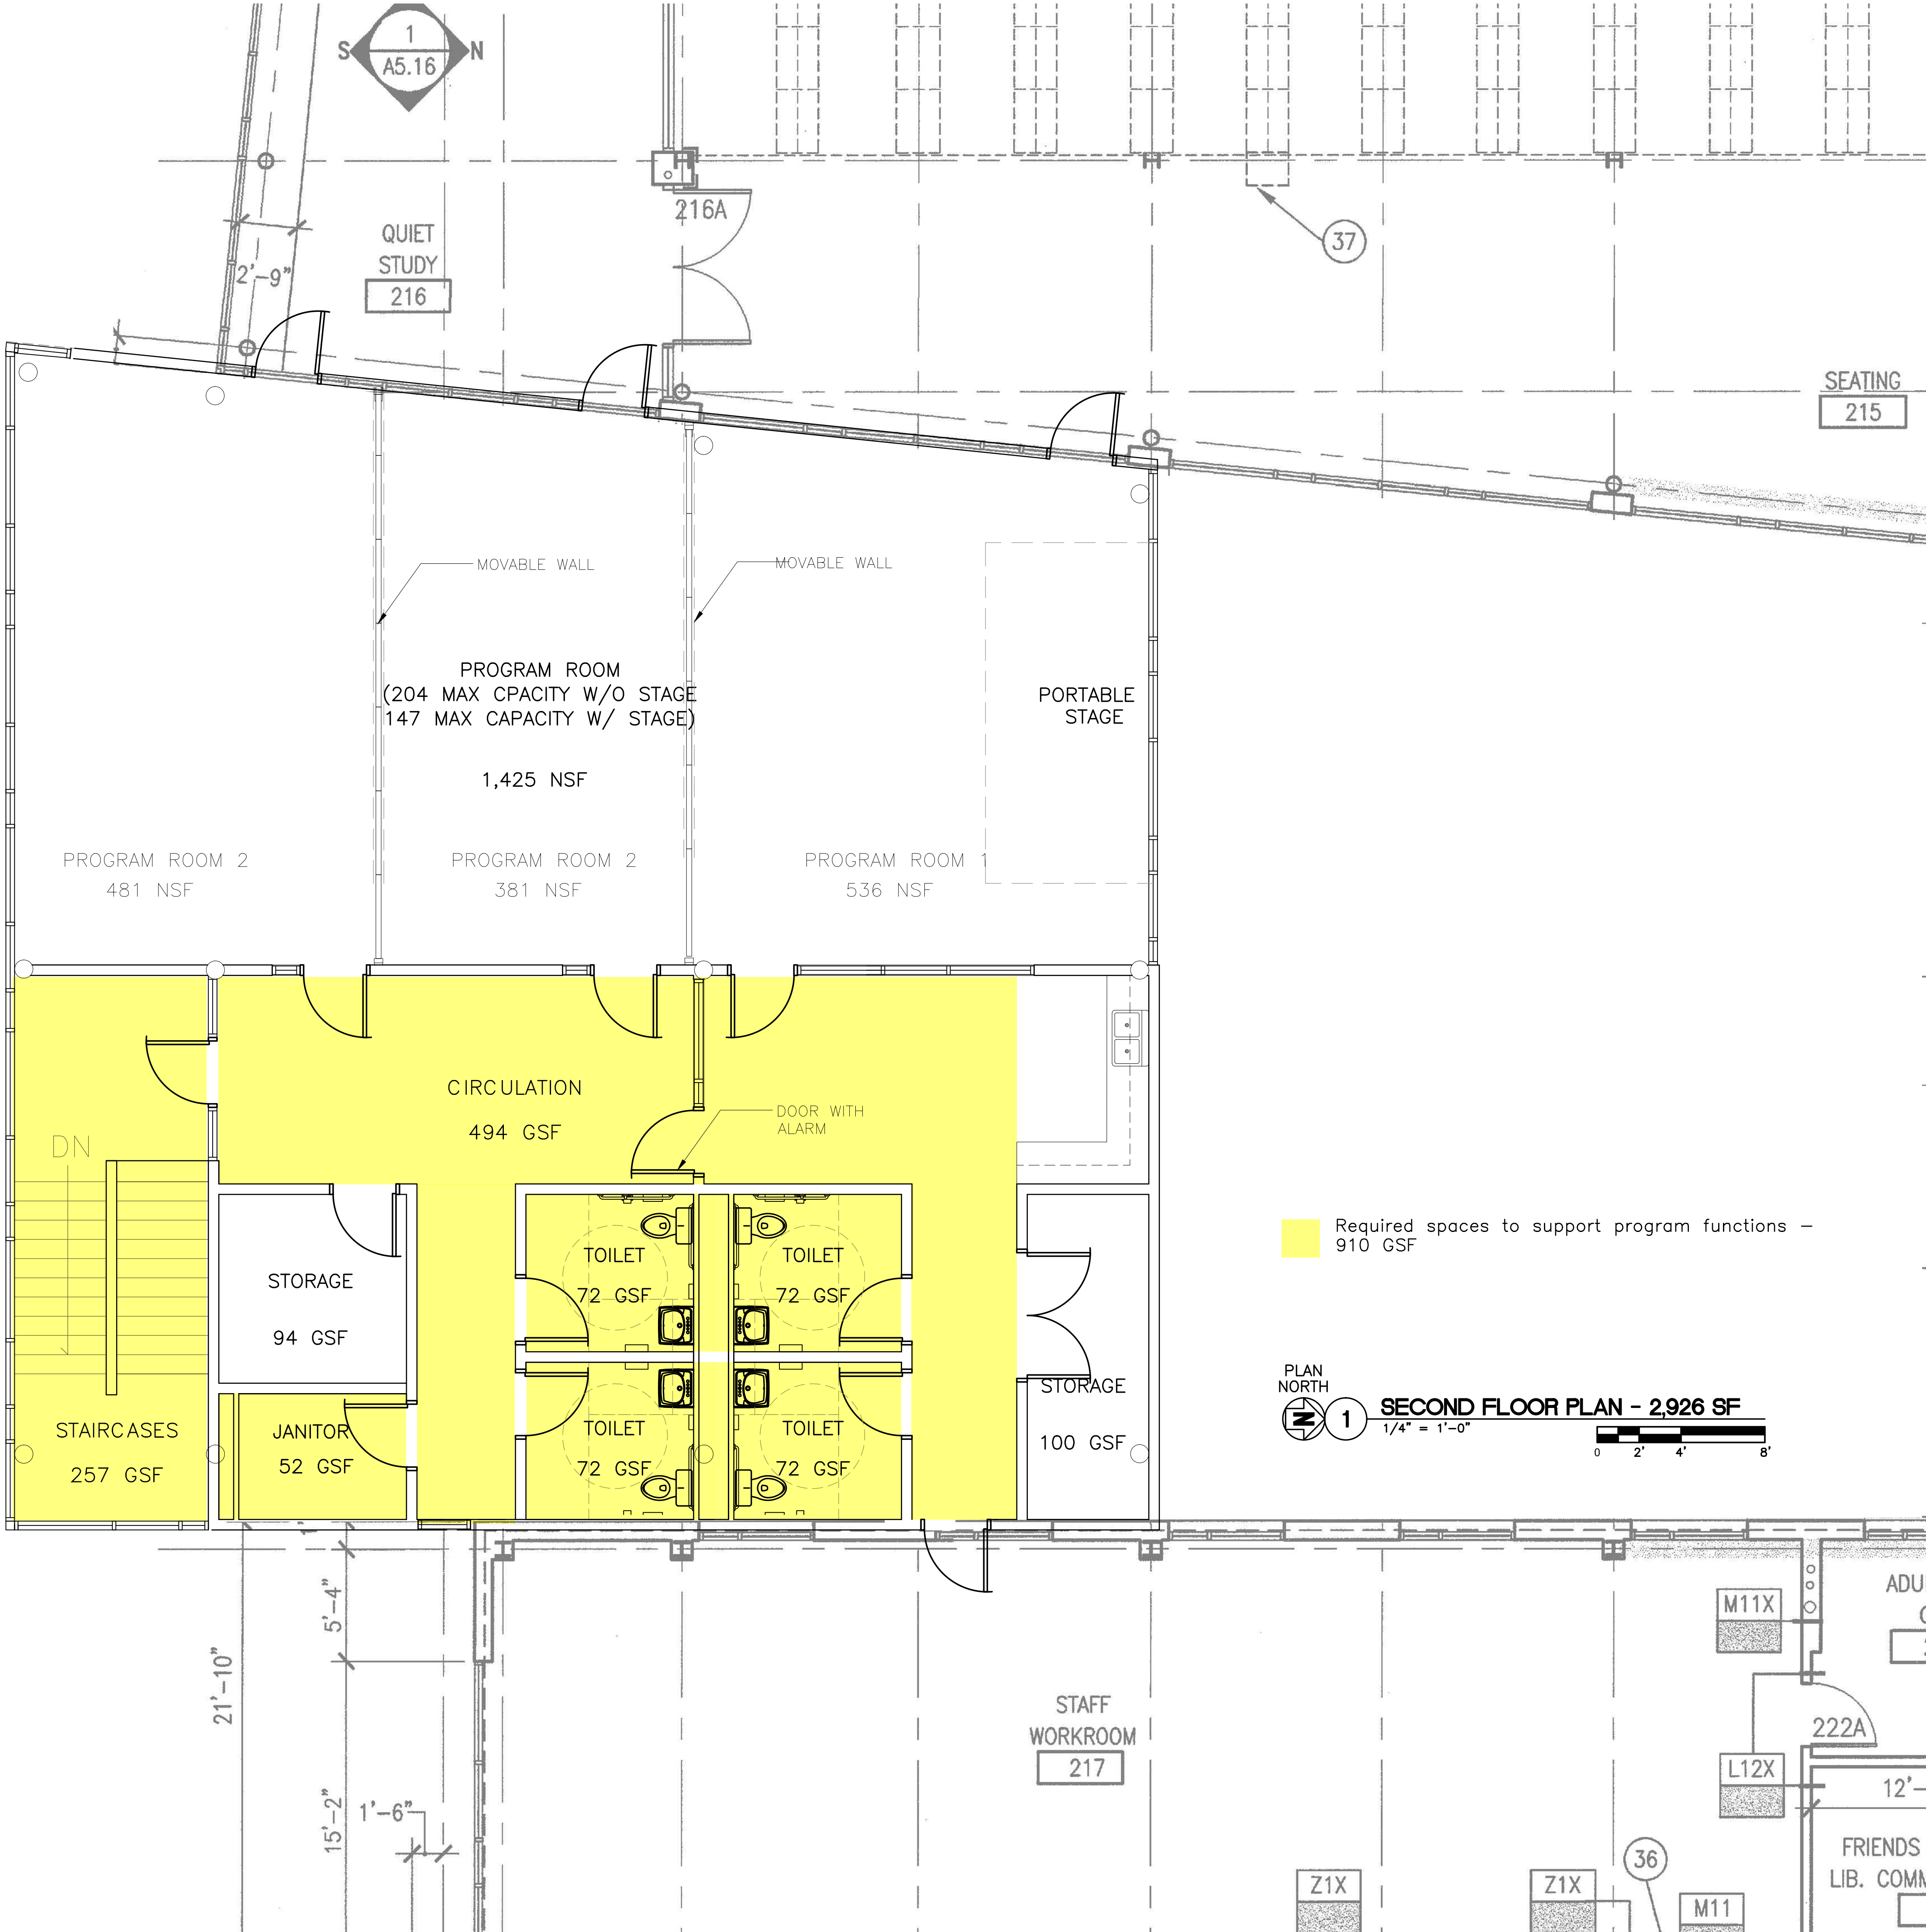 1
S
N
A5.16
QUIET
STUDY
216
216A
37
2'-9"
SEATING
215
MOVABLE WALL
MOVABLE WALL
PROGRAM ROOM
(204 MAX CPACITY W/O STAGE
147 MAX CAPACITY W/ STAGE)
1,425 NSF
PORTABLE
STAGE
PROGRAM ROOM 2
481 NSF
PROGRAM ROOM 2
381 NSF
PROGRAM ROOM 1
536 NSF
CIRCULATION
494 GSF
DOOR WITH
ALARM
DN
STORAGE
94 GSF
TOILET
72 GSF
TOILET
72 GSF
Required spaces to support program functions –
910 GSF
STAIRCASES
257 GSF
JANITOR
52 GSF
TOILET
72 GSF
TOILET
72 GSF
STORAGE
100 GSF
PLAN
NORTH
N
1
SECOND FLOOR PLAN - 2,926 SF
1/4" = 1'-0"
0 2' 4' 8'
5'-4"
21'-10"
15'-2"
1'-6"
STAFF
WORKROOM
217
M11X
ADU
222A
L12X
12'-
FRIENDS
LIB. COMM
36
Z1X
Z1X
M11